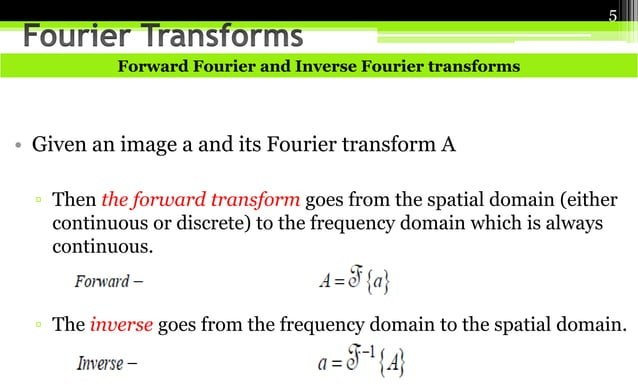 5
Fourier Transforms
Forward Fourier and Inverse Fourier transforms
• Given an image a and its Fourier transform A
▫ Then the forward transform goes from the spatial domain (either
continuous or discrete) to the frequency domain which is always
continuous.
Forward – A = ℱ{a}
▫ The inverse goes from the frequency domain to the spatial domain.
Inverse – a = ℱ⁻¹{A}